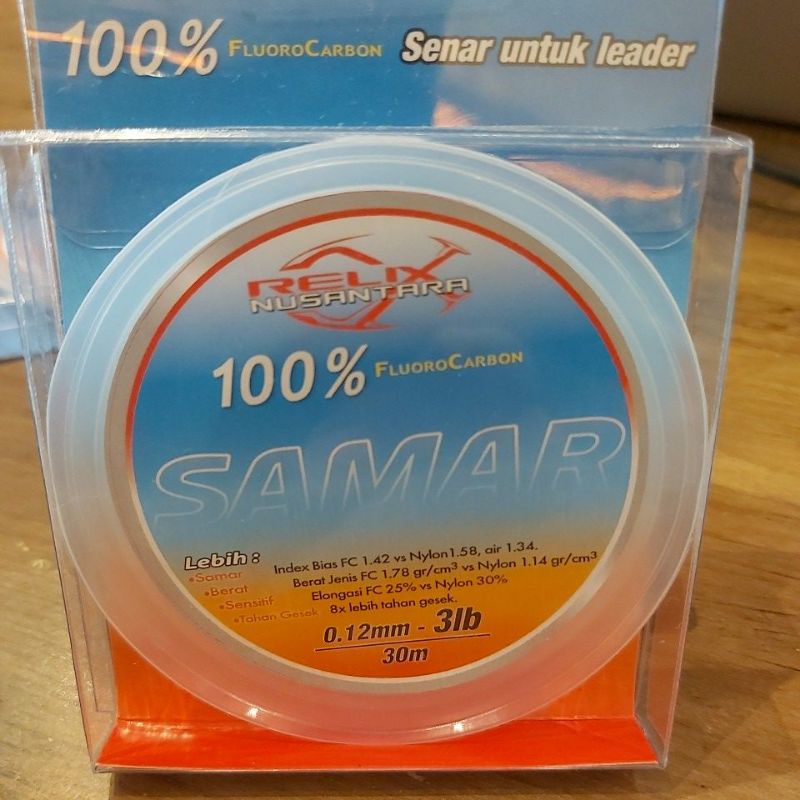 100% FLUOROCARBON Senar untuk leader
RELIX
NUSANTARA
100% FLUOROCARBON
SAMAR
Lebih :
•Samar
•Berat
•Sensitif
•Tahan Gesek
Index Bias FC 1.42 vs Nylon1.58, air 1.34.
Berat Jenis FC 1.78 gr/cm³ vs Nylon 1.14 gr/cm³
Elongasi FC 25% vs Nylon 30%
8x lebih tahan gesek.
0.12mm - 3lb
30m